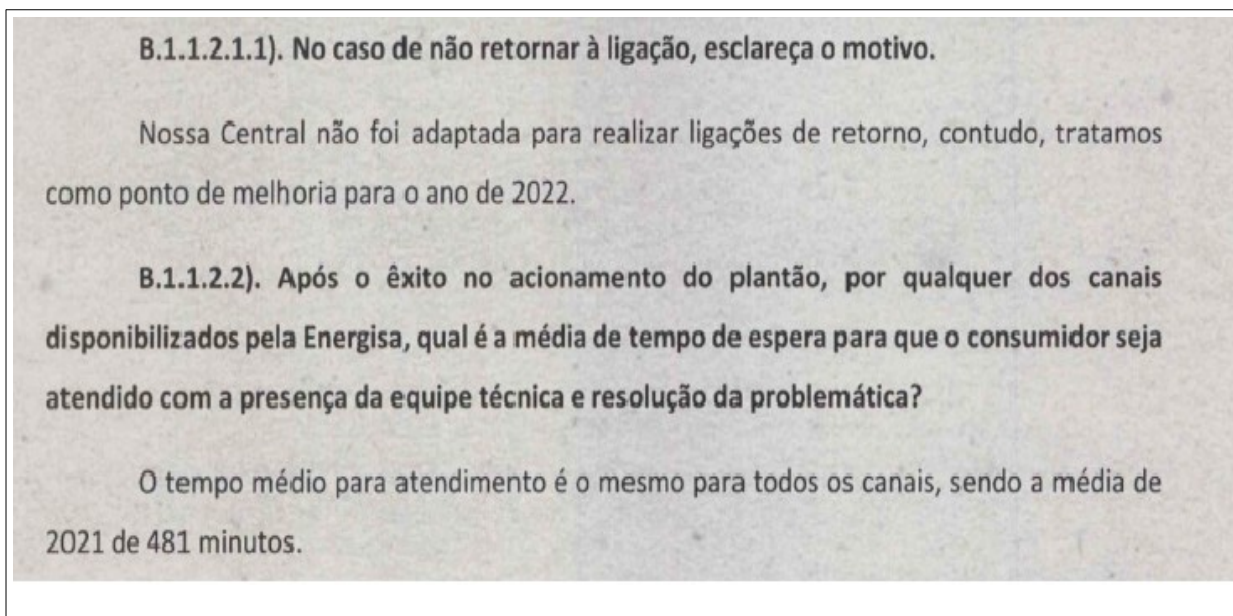 B.1.1.2.1.1). No caso de não retornar à ligação, esclareça o motivo.
Nossa Central não foi adaptada para realizar ligações de retorno, contudo, tratamos
como ponto de melhoria para o ano de 2022.
B.1.1.2.2). Após o êxito no acionamento do plantão, por qualquer dos canais
disponibilizados pela Energisa, qual é a média de tempo de espera para que o consumidor seja
atendido com a presença da equipe técnica e resolução da problemática?
O tempo médio para atendimento é o mesmo para todos os canais, sendo a média de
2021 de 481 minutos.